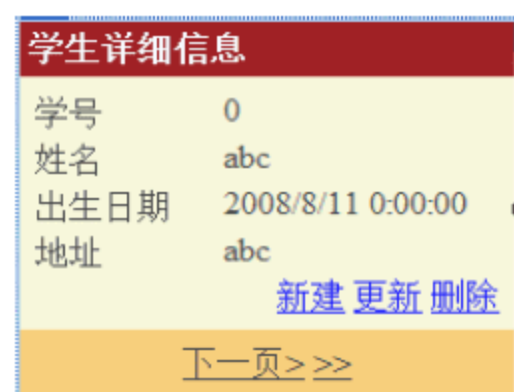 学生详细信息
学号 0
姓名 abc
出生日期 2008/8/11 0:00:00
地址 abc
新建 更新 删除
下一页> >>